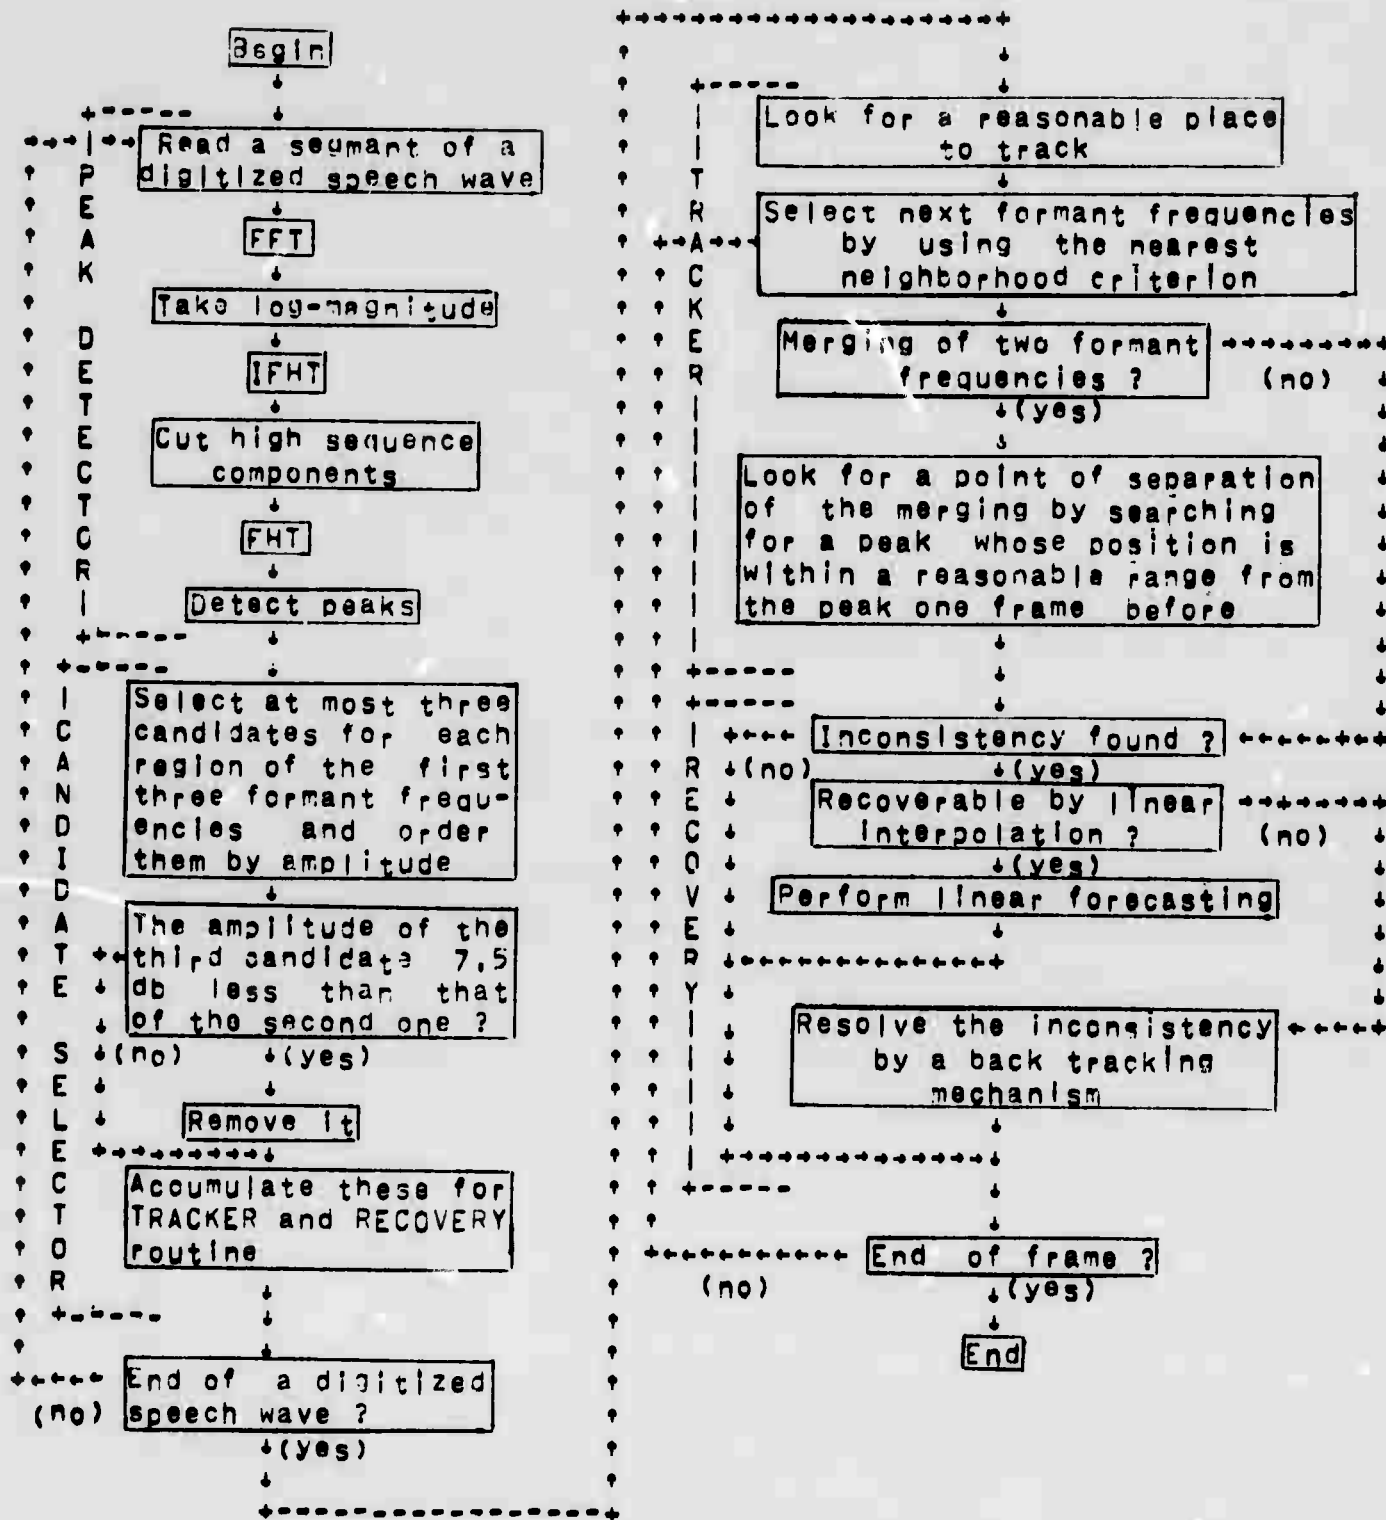 Begin
Read a segmant of a
digitized speech wave
FFT
Take log-magnitude
IFHT
Cut high sequence
components
FHT
Detect peaks
PEAK DETECTOR
Select at most three
candidates for each
region of the first
three formant frequ-
encies and order
them by amplitude
The amplitude of the
third candidate 7.5
db less than that
of the second one ?
(no) (yes)
Remove it
Accumulate these for
TRACKER and RECOVERY
routine
CANDIDATE SELECTOR
End of a digitized
speech wave ?
(no)
(yes)
Look for a reasonable place
to track
Select next formant frequencies
by using the nearest
neighborhood criterion
Merging of two formant
frequencies ?
(no)
(yes)
Look for a point of separation
of the merging by searching
for a peak whose position is
within a reasonable range from
the peak one frame before
TRACKER
Inconsistency found ?
(no) (yes)
Recoverable by linear
interpolation ?
(no)
(yes)
Perform linear forecasting
Resolve the inconsistency
by a back tracking
mechanism
RECOVERY
End of frame ?
(no) (yes)
End